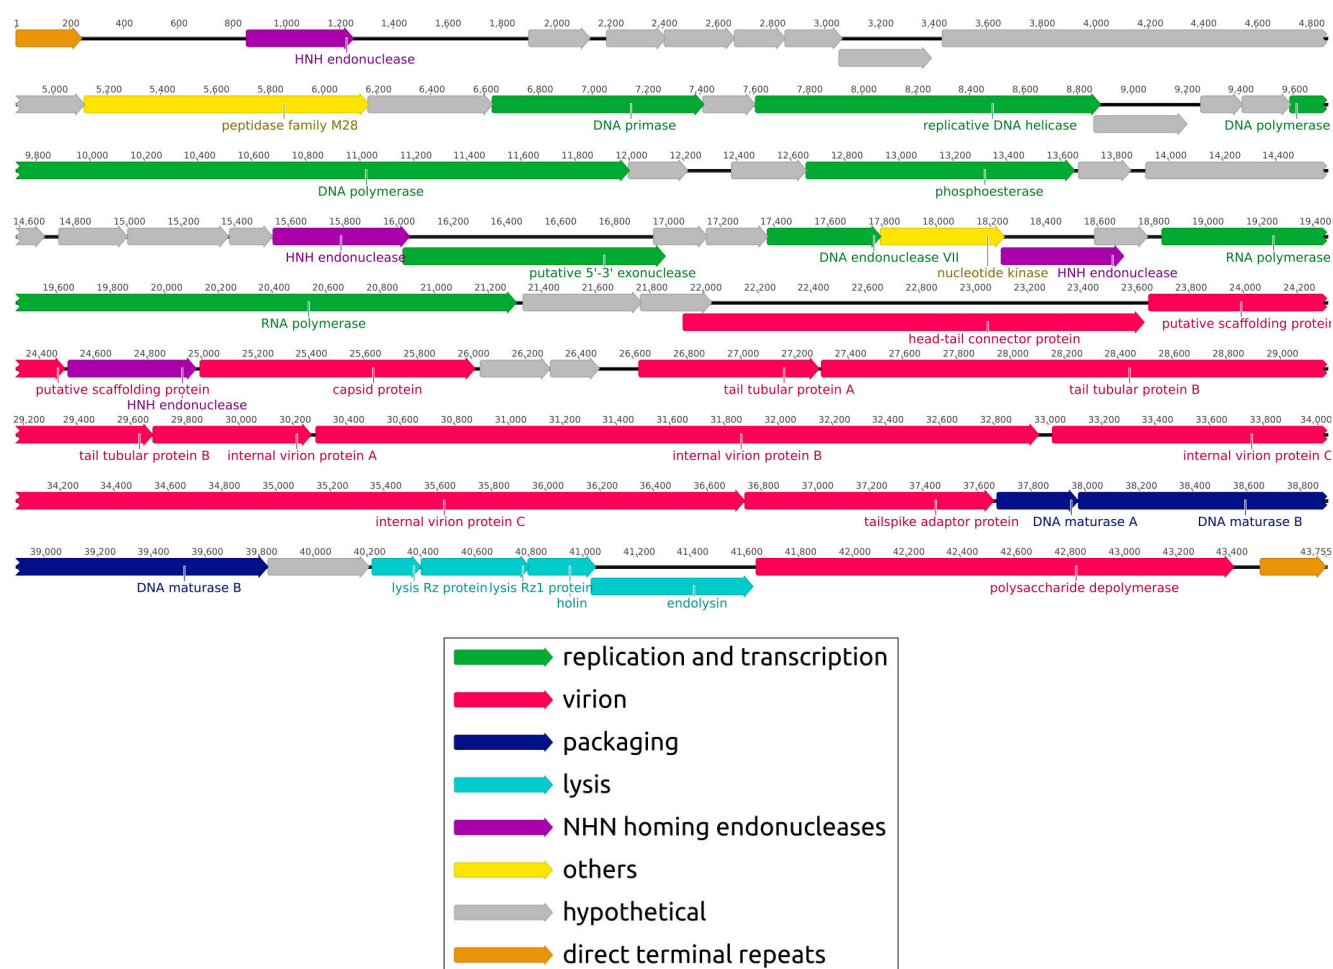 1 200 400 600 800 1,000 1,200 1,400 1,600 1,800 2,000 2,200 2,400 2,600 2,800 3,000 3,200 3,400 3,600 3,800 4,000 4,200 4,400 4,600 4,800
HNH endonuclease
5,000 5,200 5,400 5,600 5,800 6,000 6,200 6,400 6,600 6,800 7,000 7,200 7,400 7,600 7,800 8,000 8,200 8,400 8,600 8,800 9,000 9,200 9,400 9,600
peptidase family M28 DNA primase replicative DNA helicase DNA polymerase
9,800 10,000 10,200 10,400 10,600 10,800 11,000 11,200 11,400 11,600 11,800 12,000 12,200 12,400 12,600 12,800 13,000 13,200 13,400 13,600 13,800 14,000 14,200 14,400
DNA polymerase phosphoesterase
14,600 14,800 15,000 15,200 15,400 15,600 15,800 16,000 16,200 16,400 16,600 16,800 17,000 17,200 17,400 17,600 17,800 18,000 18,200 18,400 18,600 18,800 19,000 19,200 19,400
HNH endonuclease DNA endonuclease VII RNA polymerase
putative 5'-3' exonuclease nucleotide kinase HNH endonuclease
19,600 19,800 20,000 20,200 20,400 20,600 20,800 21,000 21,200 21,400 21,600 21,800 22,000 22,200 22,400 22,600 22,800 23,000 23,200 23,400 23,600 23,800 24,000 24,200
RNA polymerase putative scaffolding protein
head-tail connector protein
24,400 24,600 24,800 25,000 25,200 25,400 25,600 25,800 26,000 26,200 26,400 26,600 26,800 27,000 27,200 27,400 27,600 27,800 28,000 28,200 28,400 28,600 28,800 29,000
putative scaffolding protein capsid protein tail tubular protein A tail tubular protein B
HNH endonuclease
29,200 29,400 29,600 29,800 30,000 30,200 30,400 30,600 30,800 31,000 31,200 31,400 31,600 31,800 32,000 32,200 32,400 32,600 32,800 33,000 33,200 33,400 33,600 33,800 34,000
tail tubular protein B internal virion protein A internal virion protein B internal virion protein C
34,200 34,400 34,600 34,800 35,000 35,200 35,400 35,600 35,800 36,000 36,200 36,400 36,600 36,800 37,000 37,200 37,400 37,600 37,800 38,000 38,200 38,400 38,600 38,800
internal virion protein C tailspike adaptor protein DNA maturase A DNA maturase B
39,000 39,200 39,400 39,600 39,800 40,000 40,200 40,400 40,600 40,800 41,000 41,200 41,400 41,600 41,800 42,000 42,200 42,400 42,600 42,800 43,000 43,200 43,400 43,755
DNA maturase B lysis Rz protein lysis Rz1 protein polysaccharide depolymerase
holin endolysin
replication and transcription
virion
packaging
lysis
NHN homing endonucleases
others
hypothetical
direct terminal repeats